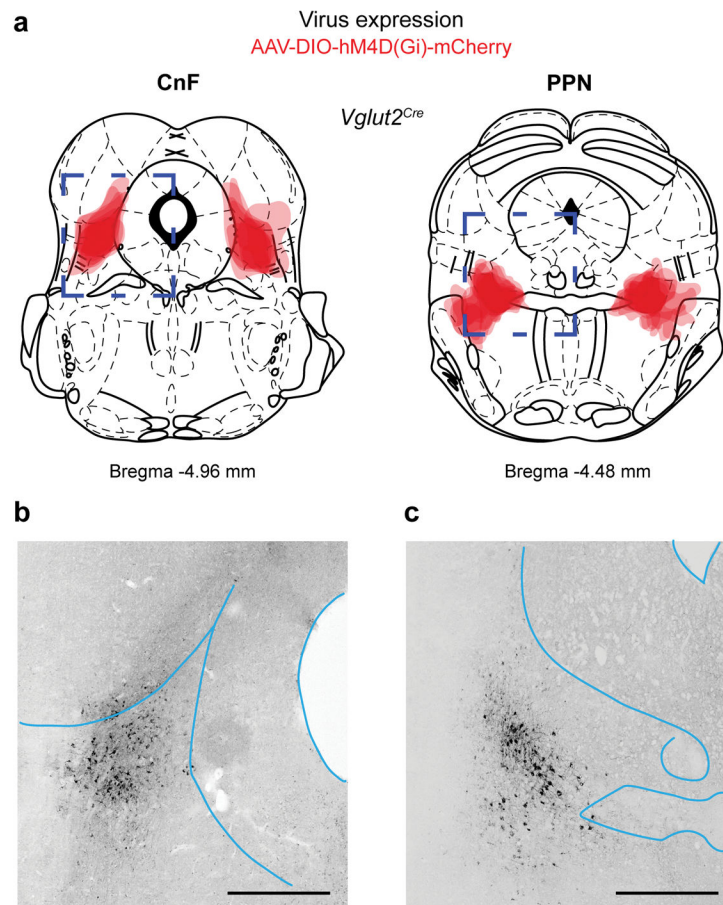 a
Virus expression
AAV-DIO-hM4D(Gi)-mCherry
CnF
PPN
Vglut2Cre
Bregma -4.96 mm
Bregma -4.48 mm
b
c